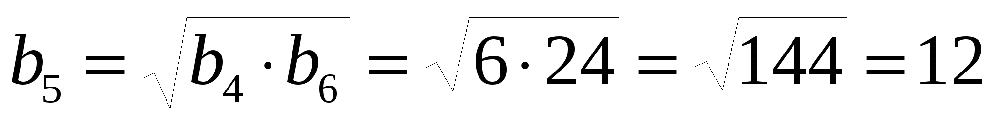 b₅ = √(b₄ · b₆) = √(6 · 24) = √144 = 12